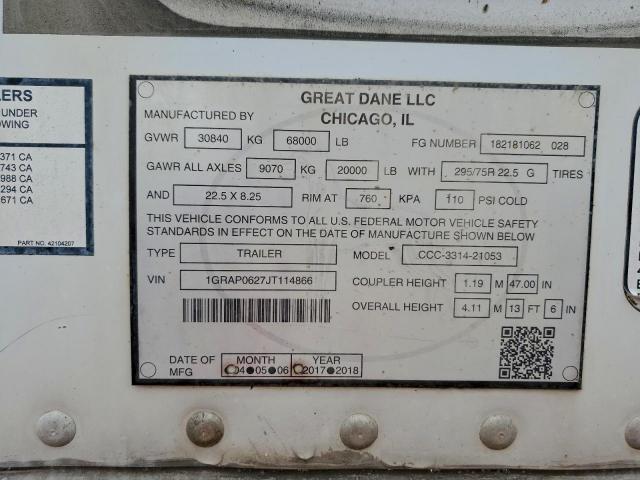 LERS
UNDER
OWING
371 CA
743 CA
988 CA
294 CA
671 CA
PART NO. 42104207
GREAT DANE LLC
MANUFACTURED BY CHICAGO, IL
GVWR 30840 KG 68000 LB FG NUMBER 182181062 028
GAWR ALL AXLES 9070 KG 20000 LB WITH 295/75R 22.5 G TIRES
AND 22.5 X 8.25 RIM AT 760 KPA 110 PSI COLD
THIS VEHICLE CONFORMS TO ALL U.S. FEDERAL MOTOR VEHICLE SAFETY
STANDARDS IN EFFECT ON THE DATE OF MANUFACTURE SHOWN BELOW
TYPE TRAILER MODEL CCC-3314-21053
VIN 1GRAP0627JT114866 COUPLER HEIGHT 1.19 M 47.00 IN
OVERALL HEIGHT 4.11 M 13 FT 6 IN
DATE OF MFG MONTH YEAR
04 05 06 2017 2018